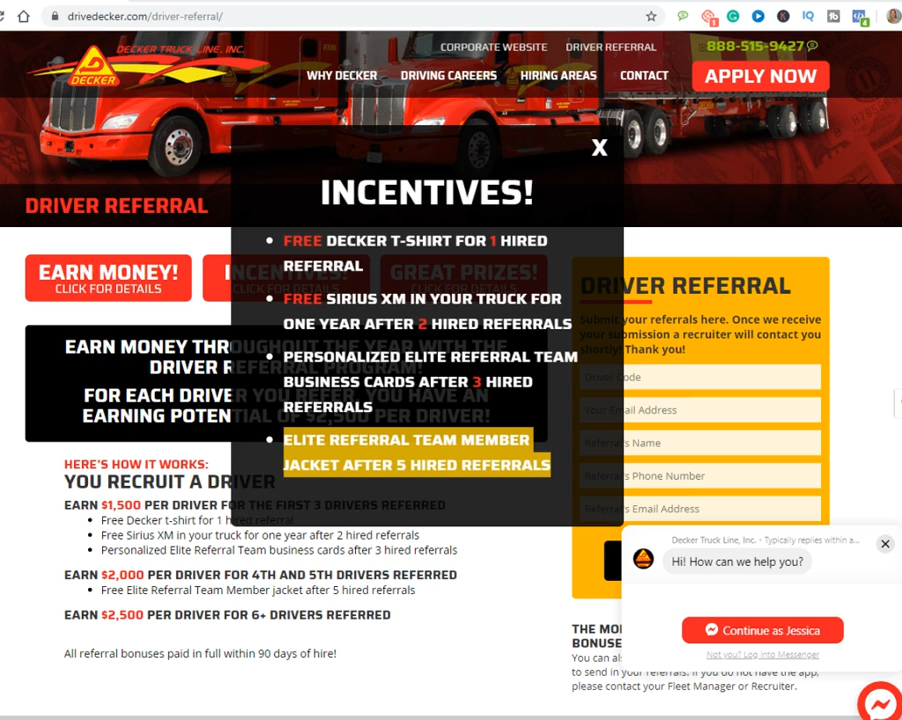 drivedecker.com/driver-referral/
DECKER TRUCK LINE, INC.
DECKER
CORPORATE WEBSITE DRIVER REFERRAL 888-515-9427
WHY DECKER DRIVING CAREERS HIRING AREAS CONTACT APPLY NOW
X
INCENTIVES!
FREE DECKER T-SHIRT FOR 1 HIRED
REFERRAL
FREE SIRIUS XM IN YOUR TRUCK FOR
ONE YEAR AFTER 2 HIRED REFERRALS
PERSONALIZED ELITE REFERRAL TEAM
BUSINESS CARDS AFTER 3 HIRED
REFERRALS
ELITE REFERRAL TEAM MEMBER
JACKET AFTER 5 HIRED REFERRALS
DRIVER REFERRAL
EARN MONEY! INCENTIVES! GREAT PRIZES!
CLICK FOR DETAILS CLICK FOR DETAILS
EARN MONEY THROUGHOUT THE YEAR WITH THE
DRIVER REFERRAL PROGRAM!
FOR EACH DRIVER YOU REFER, YOU HAVE AN
EARNING POTENTIAL OF $2,500 PER DRIVER!
HERE'S HOW IT WORKS:
YOU RECRUIT A DRIVER
EARN $1,500 PER DRIVER FOR THE FIRST 3 DRIVERS REFERRED
Free Decker t-shirt for 1 hired referral
Free Sirius XM in your truck for one year after 2 hired referrals
Personalized Elite Referral Team business cards after 3 hired referrals
EARN $2,000 PER DRIVER FOR 4TH AND 5TH DRIVERS REFERRED
Free Elite Referral Team Member jacket after 5 hired referrals
EARN $2,500 PER DRIVER FOR 6+ DRIVERS REFERRED
All referral bonuses paid in full within 90 days of hire!
DRIVER REFERRAL
Submit your referrals here. Once we receive
your submission a recruiter will contact you
shortly! Thank you!
Driver Code
Your Email Address
Referral's Name
Referral's Phone Number
Referral's Email Address
Decker Truck Line, Inc. • Typically replies within a...
Hi! How can we help you?
Continue as Jessica
Not you? Log into Messenger
THE
BONUSE
You can
to send in your referrals. If you do not have the app,
please contact your Fleet Manager or Recruiter.